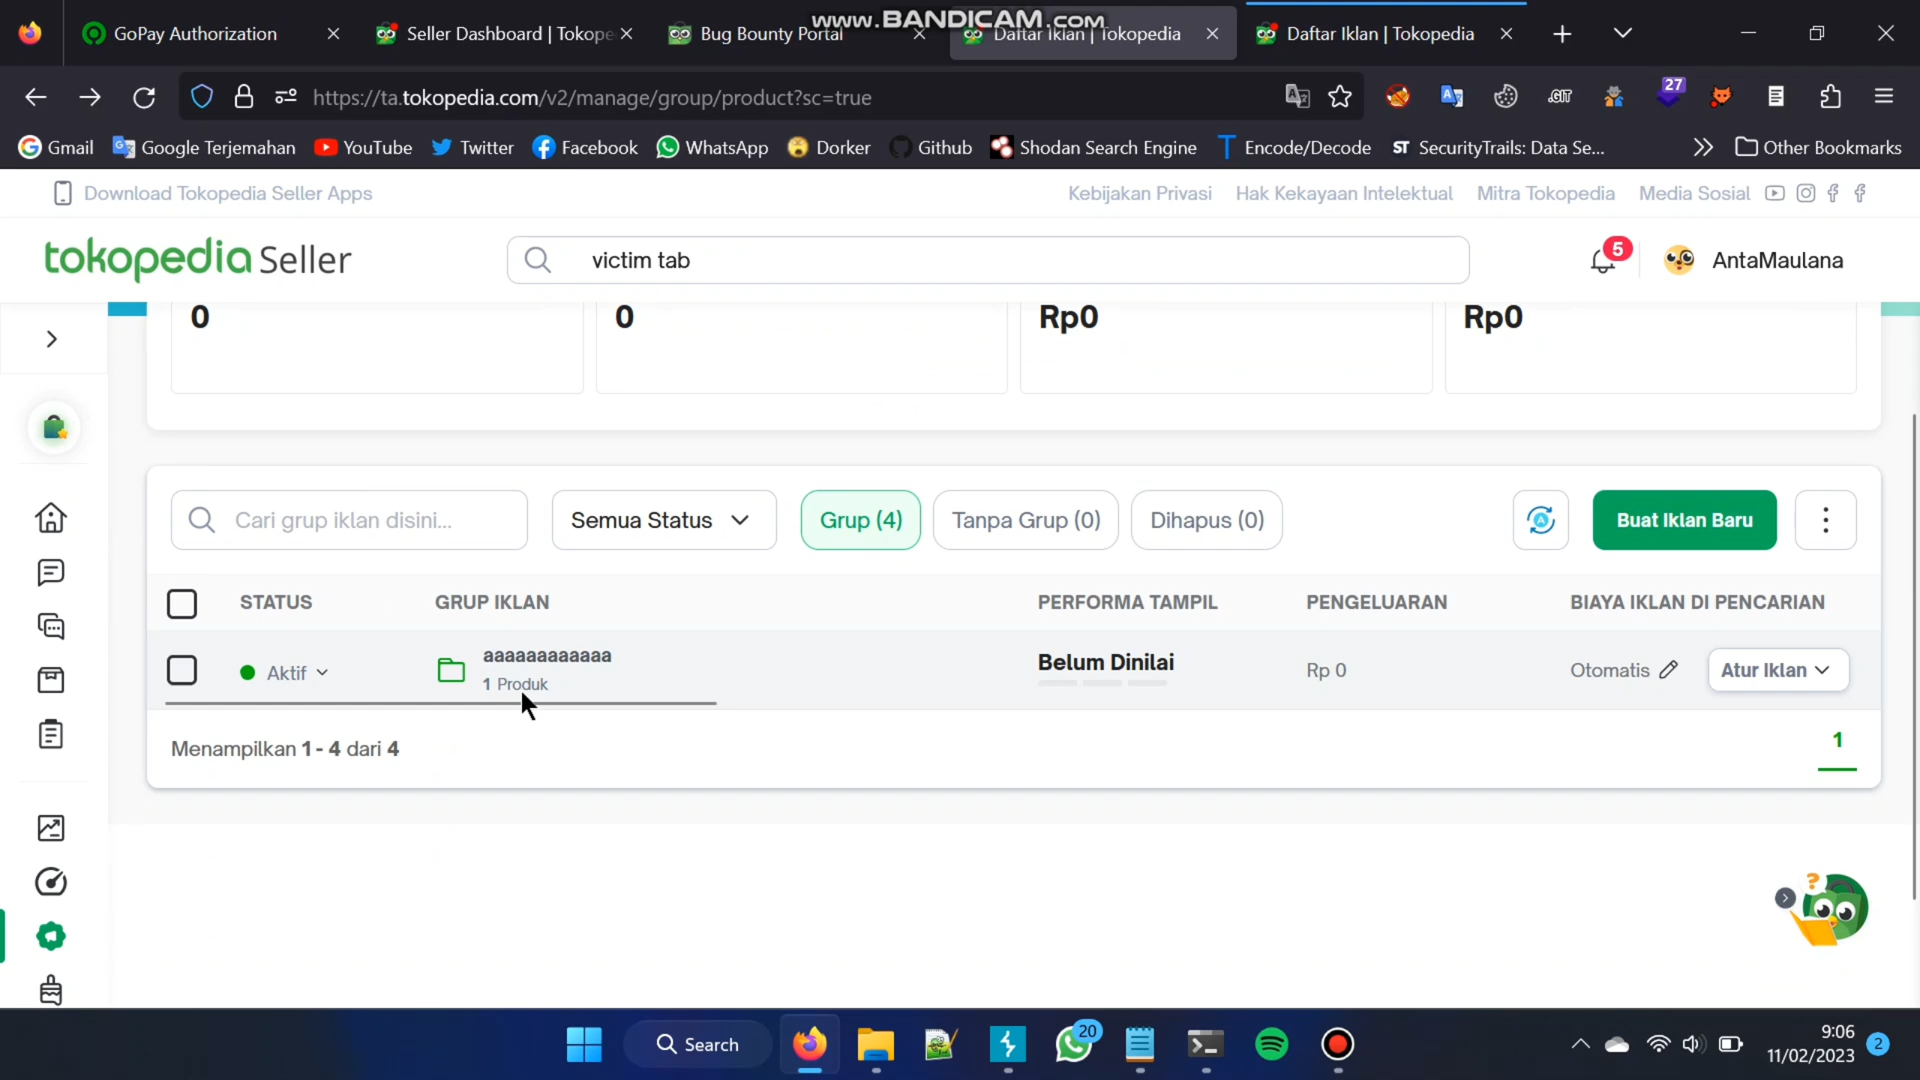 www.BANDICAM.com
GoPay Authorization
Seller Dashboard | Tokope
Bug Bounty Portal
Daftar Iklan | Tokopedia
Daftar Iklan | Tokopedia
https://ta.tokopedia.com/v2/manage/group/product?sc=true
.GIT
27
Gmail
Google Terjemahan
YouTube
Twitter
Facebook
WhatsApp
Dorker
Github
Shodan Search Engine
T Encode/Decode
ST SecurityTrails: Data Se...
Other Bookmarks
Download Tokopedia Seller Apps
Kebijakan Privasi
Hak Kekayaan Intelektual
Mitra Tokopedia
Media Sosial
tokopedia Seller
victim tab
5
AntaMaulana
0
0
Rp0
Rp0
Cari grup iklan disini...
Semua Status
Grup (4)
Tanpa Grup (0)
Dihapus (0)
Buat Iklan Baru
STATUS
GRUP IKLAN
PERFORMA TAMPIL
PENGELUARAN
BIAYA IKLAN DI PENCARIAN
Aktif
aaaaaaaaaaaa
1 Produk
Belum Dinilai
Rp 0
Otomatis
Atur Iklan
Menampilkan 1 - 4 dari 4
1
Search
20
9:06
11/02/2023
2